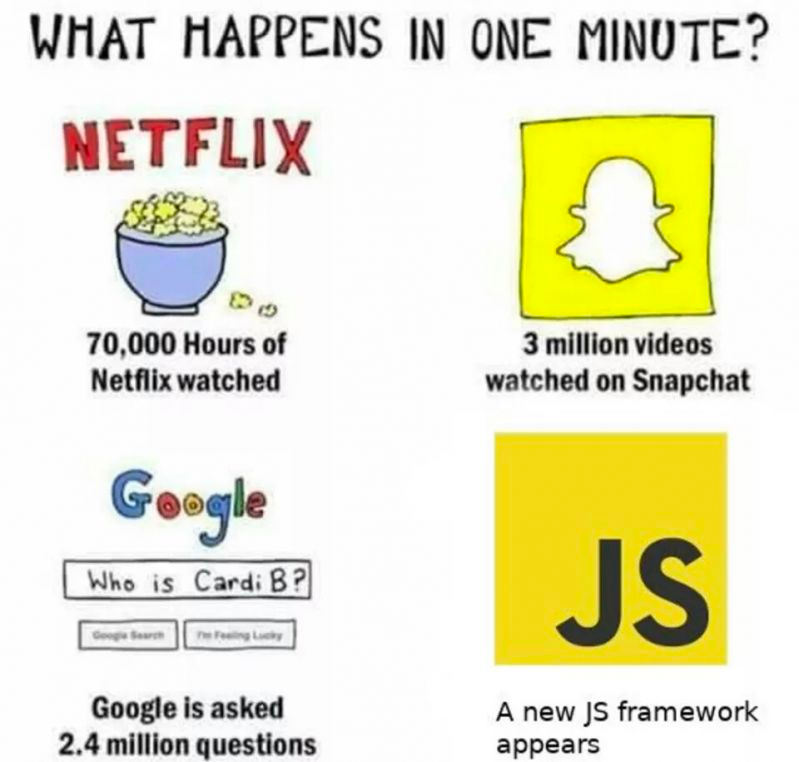 WHAT HAPPENS IN ONE MINUTE?
NETFLIX
70,000 Hours of
Netflix watched
3 million videos
watched on Snapchat
Google
Who is Cardi B?
Google Search I'm Feeling Lucky
Google is asked
2.4 million questions
JS
A new JS framework
appears